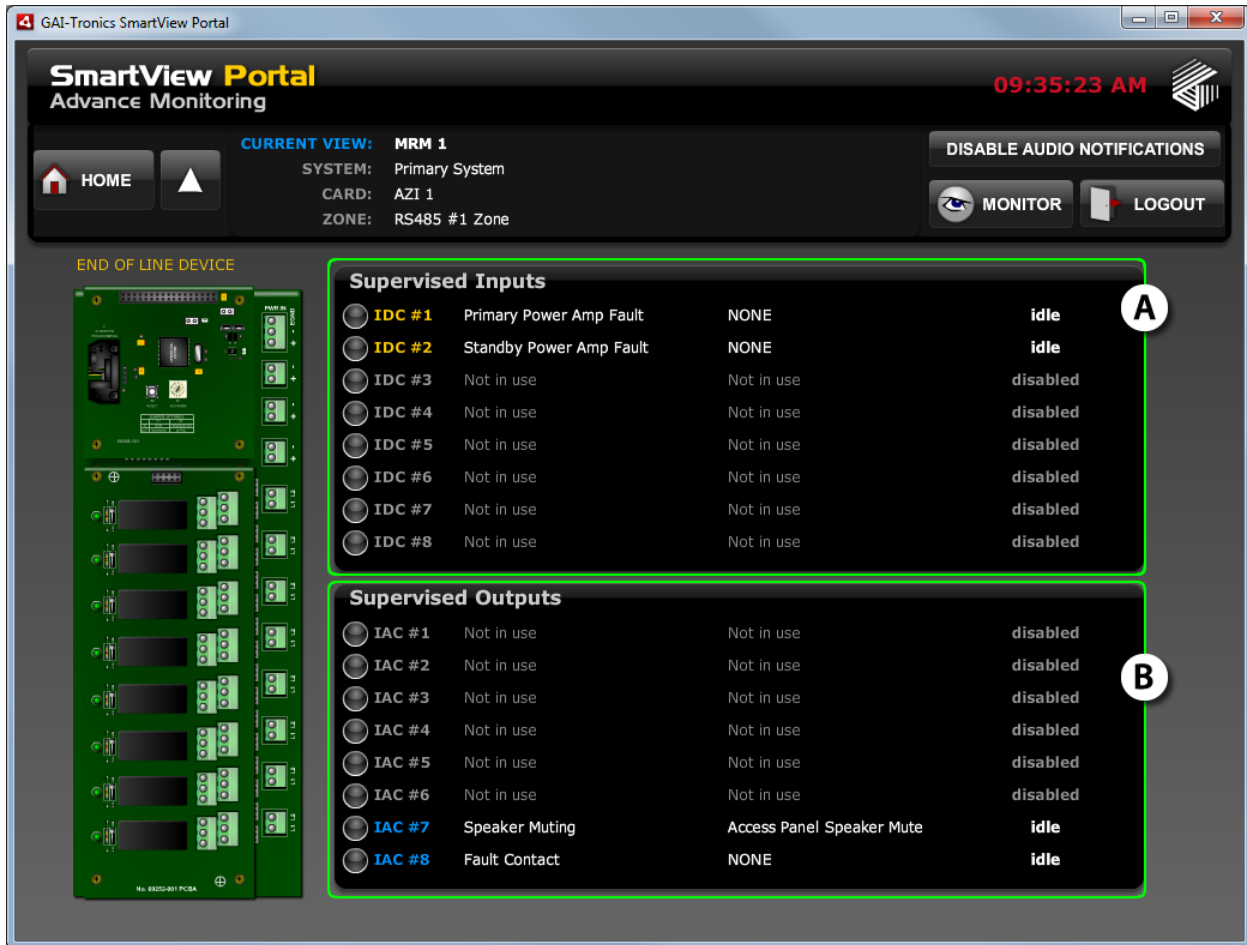 GAI-Tronics SmartView Portal
SmartView Portal
Advance Monitoring
09:35:23 AM
HOME
CURRENT VIEW: MRM 1
SYSTEM: Primary System
CARD: AZI 1
ZONE: RS485 #1 Zone
DISABLE AUDIO NOTIFICATIONS
MONITOR
LOGOUT
END OF LINE DEVICE
PWR IN
No. 69252-001 PCBA
Supervised Inputs
IDC #1 Primary Power Amp Fault NONE idle
IDC #2 Standby Power Amp Fault NONE idle
IDC #3 Not in use Not in use disabled
IDC #4 Not in use Not in use disabled
IDC #5 Not in use Not in use disabled
IDC #6 Not in use Not in use disabled
IDC #7 Not in use Not in use disabled
IDC #8 Not in use Not in use disabled
A
Supervised Outputs
IAC #1 Not in use Not in use disabled
IAC #2 Not in use Not in use disabled
IAC #3 Not in use Not in use disabled
IAC #4 Not in use Not in use disabled
IAC #5 Not in use Not in use disabled
IAC #6 Not in use Not in use disabled
IAC #7 Speaker Muting Access Panel Speaker Mute idle
IAC #8 Fault Contact NONE idle
B